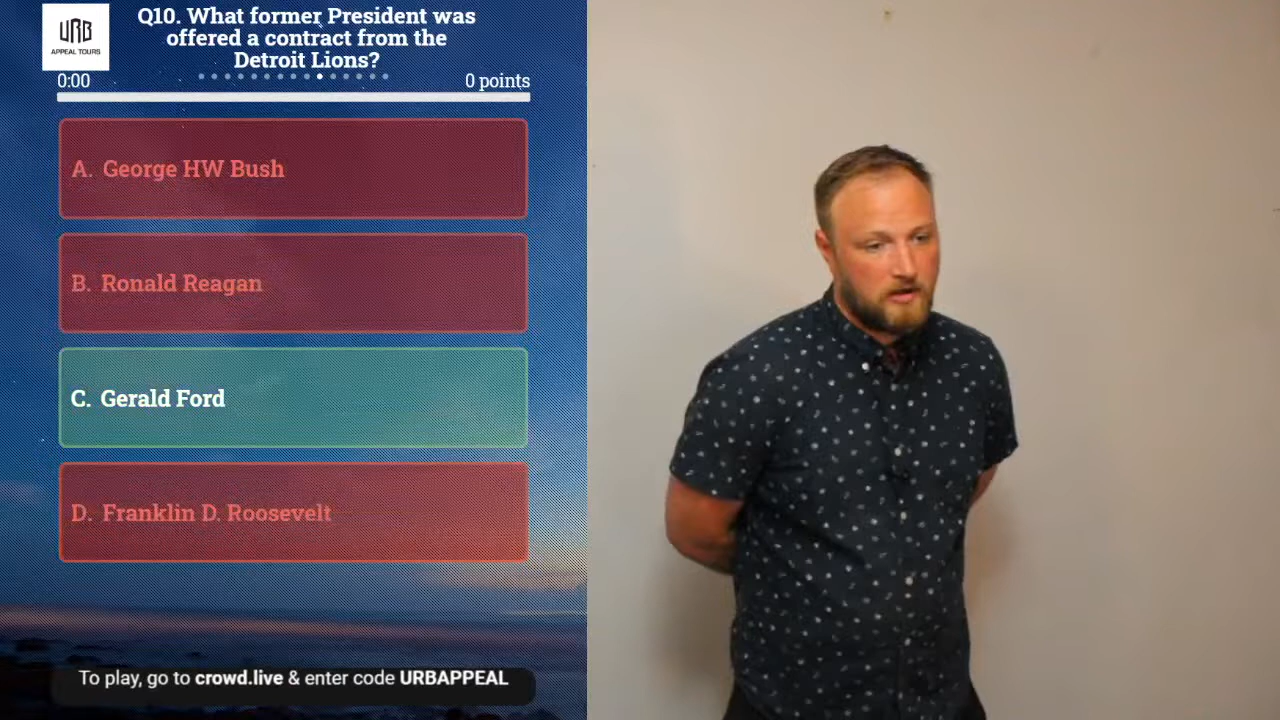 URB
APPEAL TOURS
Q10. What former President was
offered a contract from the
Detroit Lions?
0:00
0 points
A. George HW Bush
B. Ronald Reagan
C. Gerald Ford
D. Franklin D. Roosevelt
To play, go to crowd.live & enter code URBAPPEAL